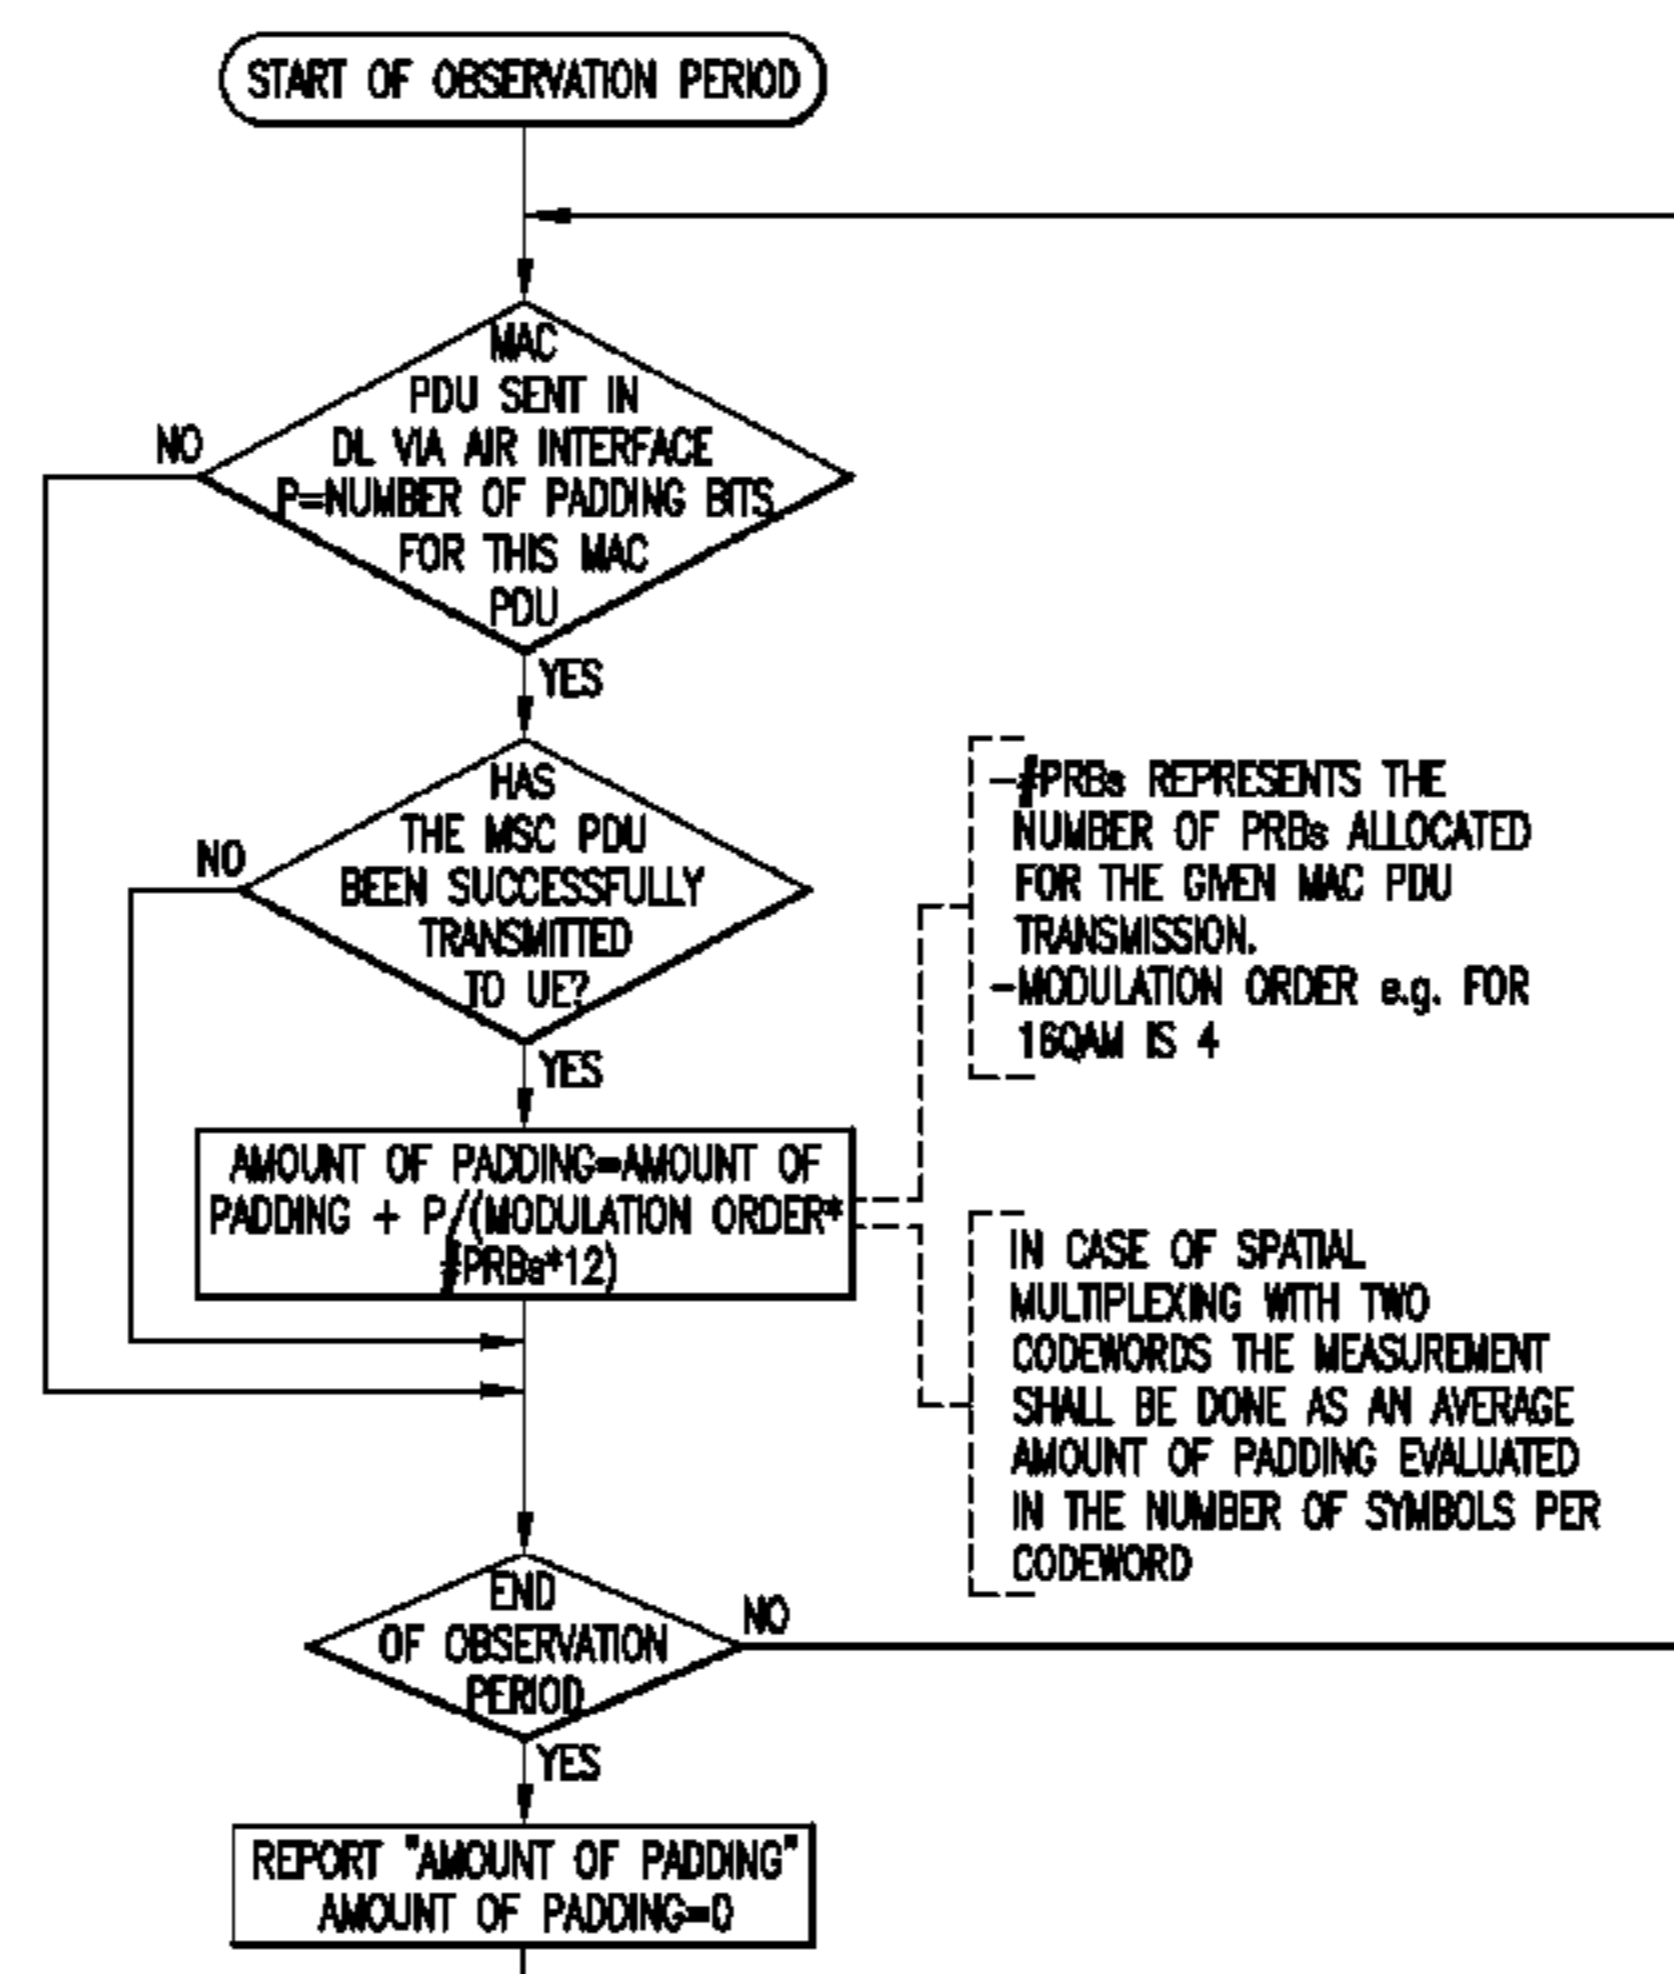 START OF OBSERVATION PERIOD
MAC
PDU SENT IN
DL VIA AIR INTERFACE
P=NUMBER OF PADDING BITS
FOR THIS MAC
PDU
NO
YES
HAS
THE MSC PDU
BEEN SUCCESSFULLY
TRANSMITTED
TO UE?
NO
YES
-#PRBs REPRESENTS THE
NUMBER OF PRBs ALLOCATED
FOR THE GIVEN MAC PDU
TRANSMISSION.
-MODULATION ORDER e.g. FOR
16QAM IS 4
AMOUNT OF PADDING=AMOUNT OF
PADDING + P/(MODULATION ORDER*
#PRBs*12)
IN CASE OF SPATIAL
MULTIPLEXING WITH TWO
CODEWORDS THE MEASUREMENT
SHALL BE DONE AS AN AVERAGE
AMOUNT OF PADDING EVALUATED
IN THE NUMBER OF SYMBOLS PER
CODEWORD
END
OF OBSERVATION
PERIOD
NO
YES
REPORT "AMOUNT OF PADDING"
AMOUNT OF PADDING=0